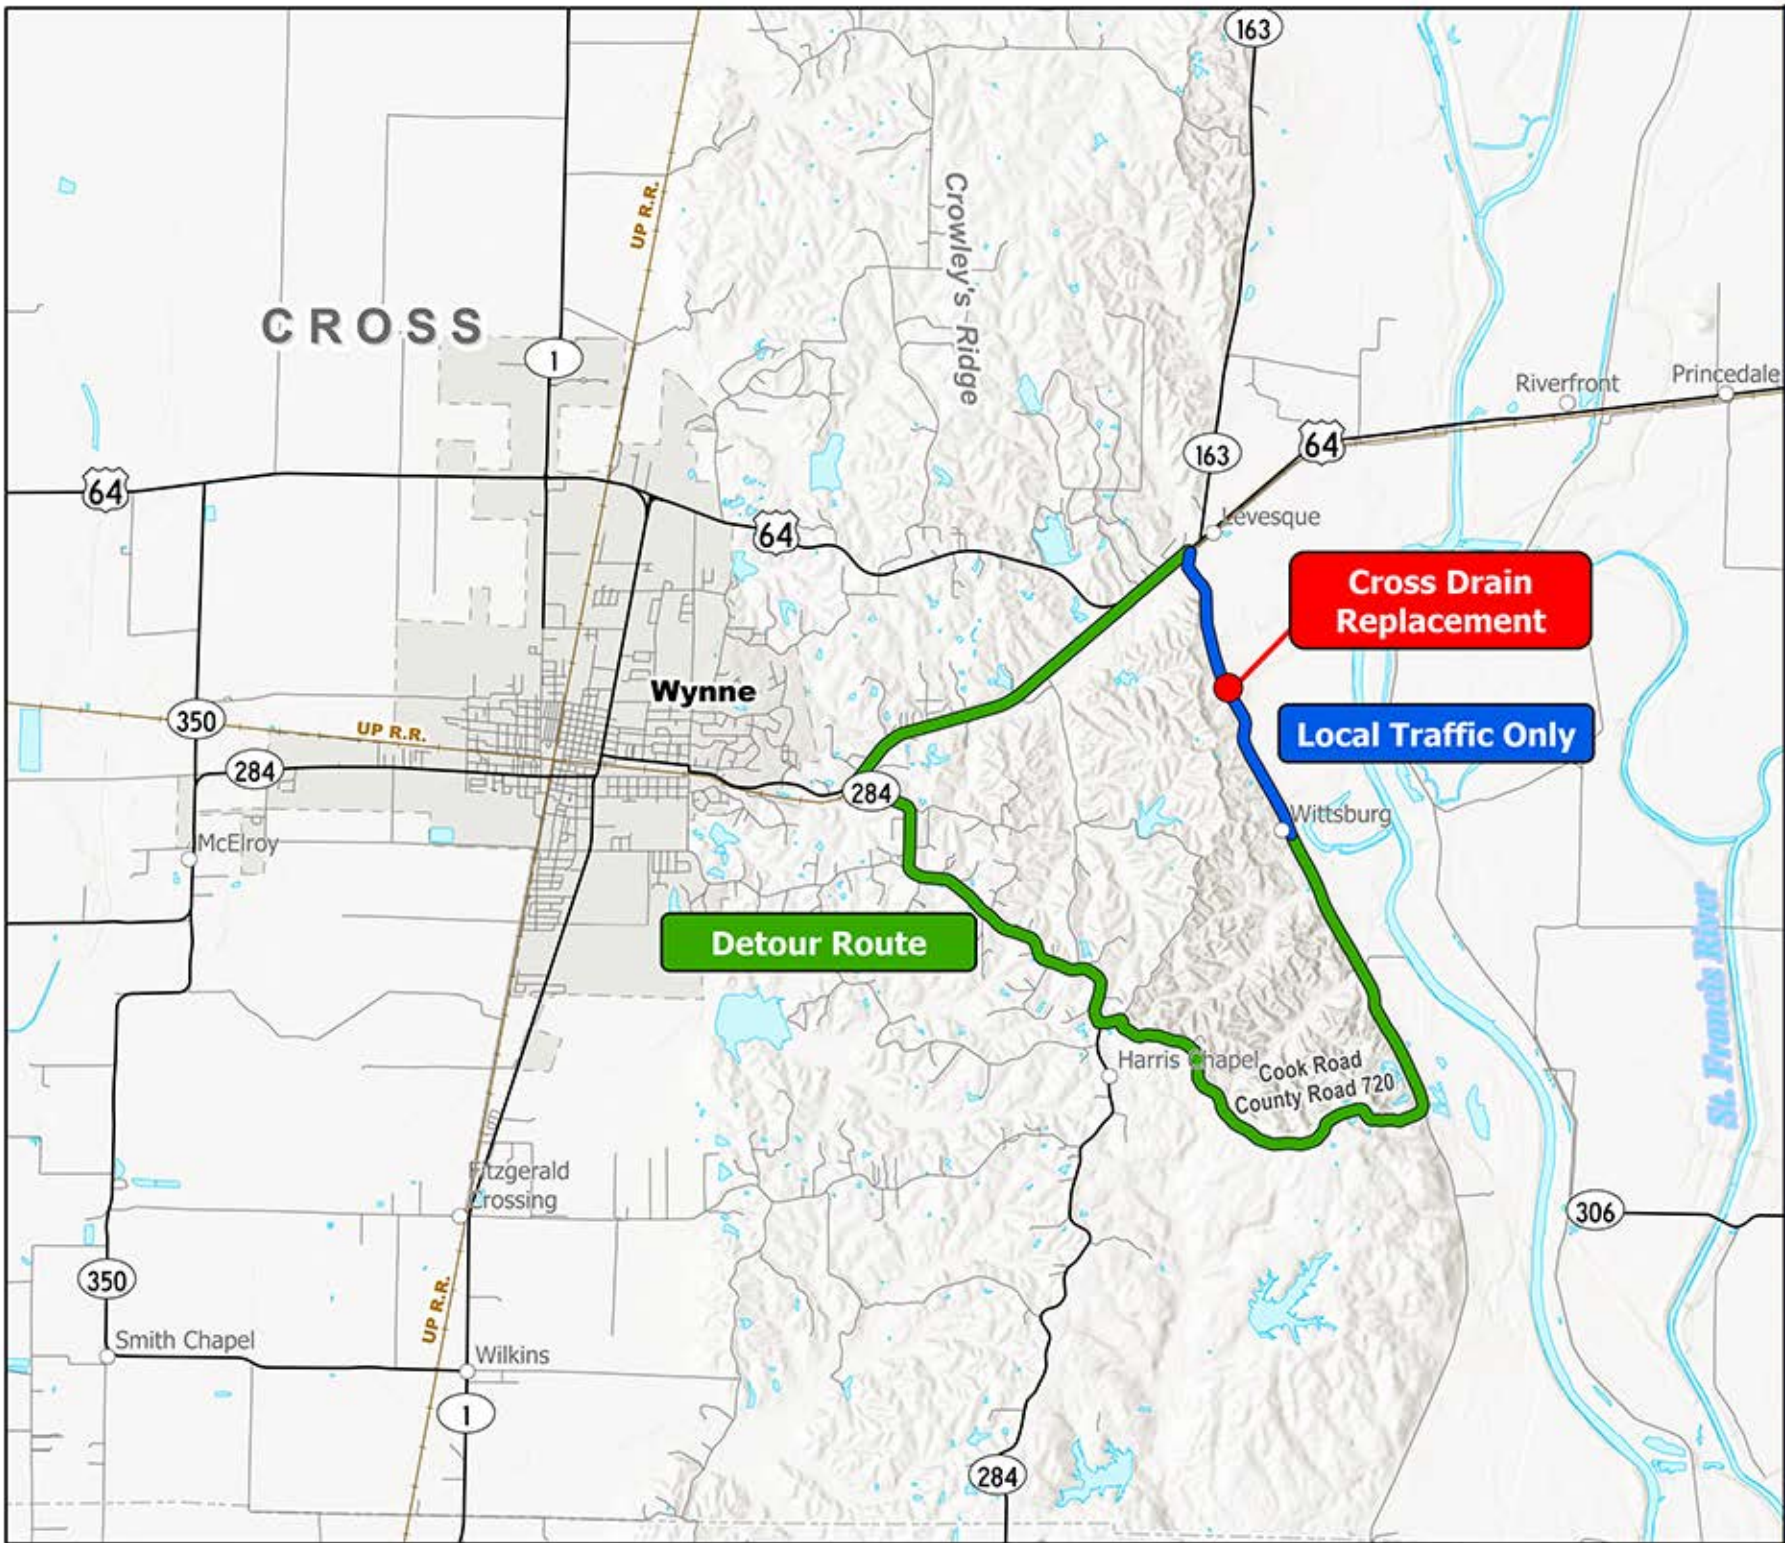 163
UP R.R.
Crowley's Ridge
CROSS
1
Riverfront
Princedale
163
64
64
64
Levesque
Cross Drain
Replacement
Wynne
350
UP R.R.
Local Traffic Only
284
284
Wittsburg
McElroy
Detour Route
St. Francis River
Harris Chapel
Cook Road
County Road 720
Fitzgerald
Crossing
306
350
UP R.R.
Smith Chapel
Wilkins
1
284